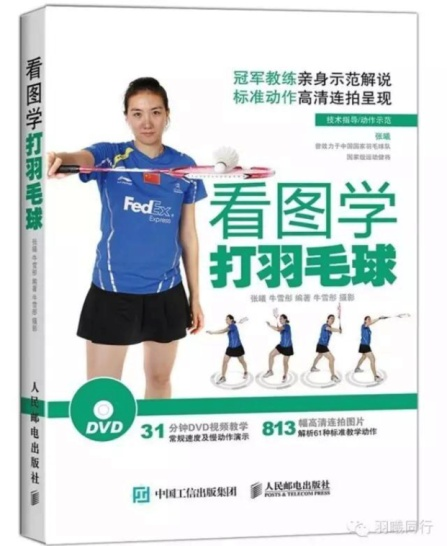 看图学
打羽毛球
张曦 牛雪彤 编著 牛雪彤 摄影
人民邮电出版社
冠军教练亲身示范解说
标准动作高清连拍呈现
技术指导/动作示范
张曦
曾效力于中国国家羽毛球队
国家级运动健将
FedEx
Express
看图学
打羽毛球
张曦 牛雪彤 编著 牛雪彤 摄影
DVD
31分钟DVD视频教学
常规速度及慢动作演示
813幅高清连拍图片
解析61种标准教学动作
中国工信出版集团
人民邮电出版社
羽曦同行